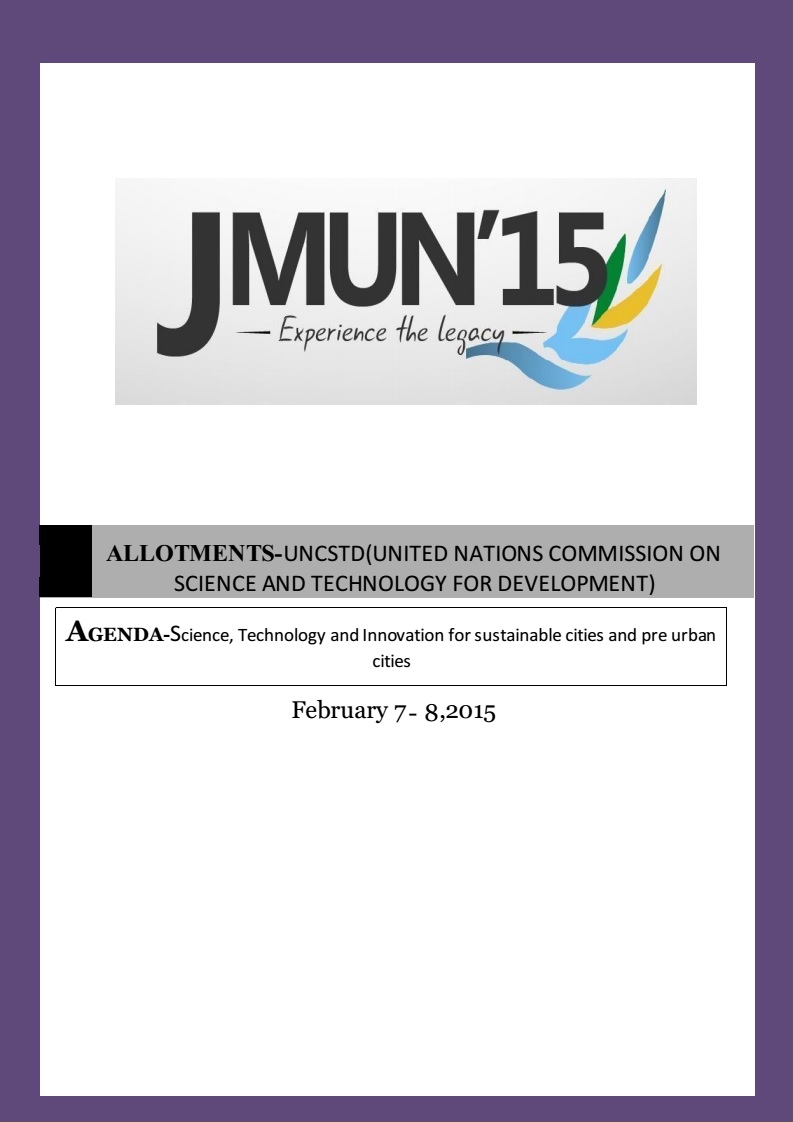 JMUN'15
Experience the legacy
ALLOTMENTS-UNCSTD(UNITED NATIONS COMMISSION ON
SCIENCE AND TECHNOLOGY FOR DEVELOPMENT)
AGENDA-Science, Technology and Innovation for sustainable cities and pre urban
cities
February 7- 8,2015